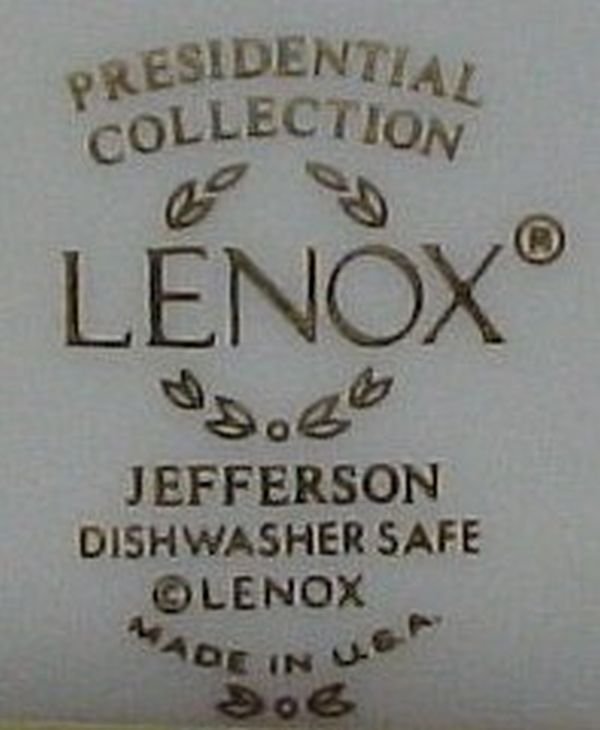 PRESIDENTIAL
COLLECTION
LENOX®
JEFFERSON
DISHWASHER SAFE
©LENOX
MADE IN U.S.A.